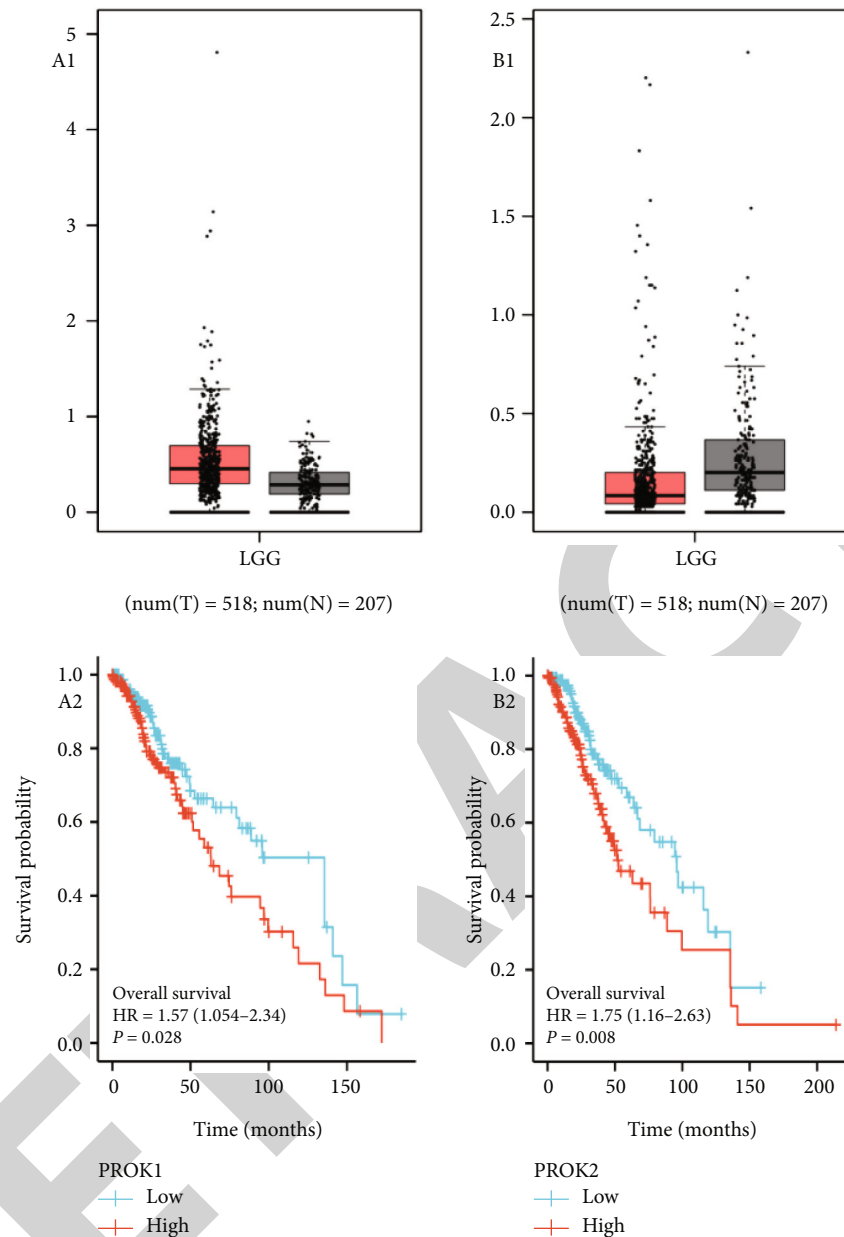 5
A1
4
3
2
1
0
LGG
(num(T) = 518; num(N) = 207)
2.5
B1
2.0
1.5
1.0
0.5
0.0
LGG
(num(T) = 518; num(N) = 207)
1.0
A2
0.8
0.6
0.4
0.2
0.0
Survival probability
Overall survival
HR = 1.57 (1.054–2.34)
P = 0.028
0 50 100 150
Time (months)
PROK1
Low
High
1.0
B2
0.8
0.6
0.4
0.2
0.0
Survival probability
Overall survival
HR = 1.75 (1.16–2.63)
P = 0.008
0 50 100 150 200
Time (months)
PROK2
Low
High